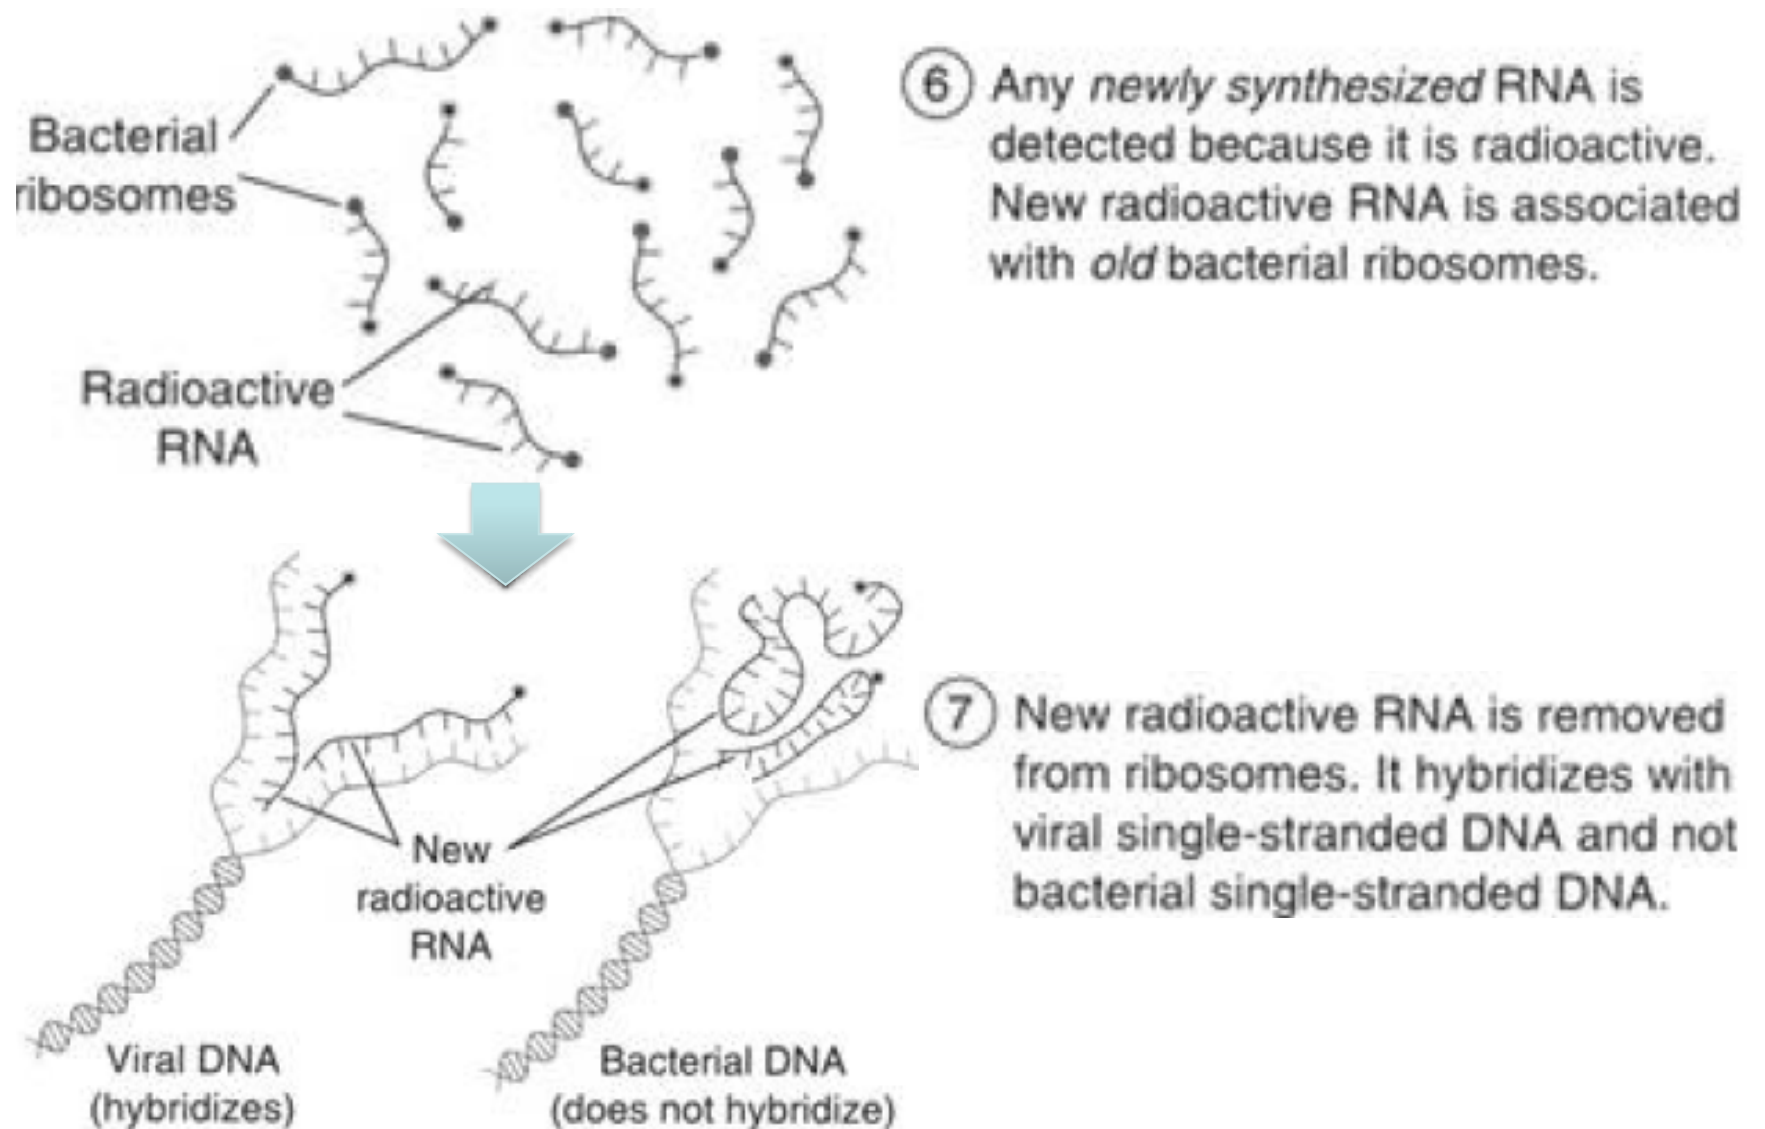 Bacterial
ribosomes
Radioactive
RNA
⑥ Any newly synthesized RNA is
detected because it is radioactive.
New radioactive RNA is associated
with old bacterial ribosomes.
New
radioactive
RNA
Viral DNA
(hybridizes)
Bacterial DNA
(does not hybridize)
⑦ New radioactive RNA is removed
from ribosomes. It hybridizes with
viral single-stranded DNA and not
bacterial single-stranded DNA.